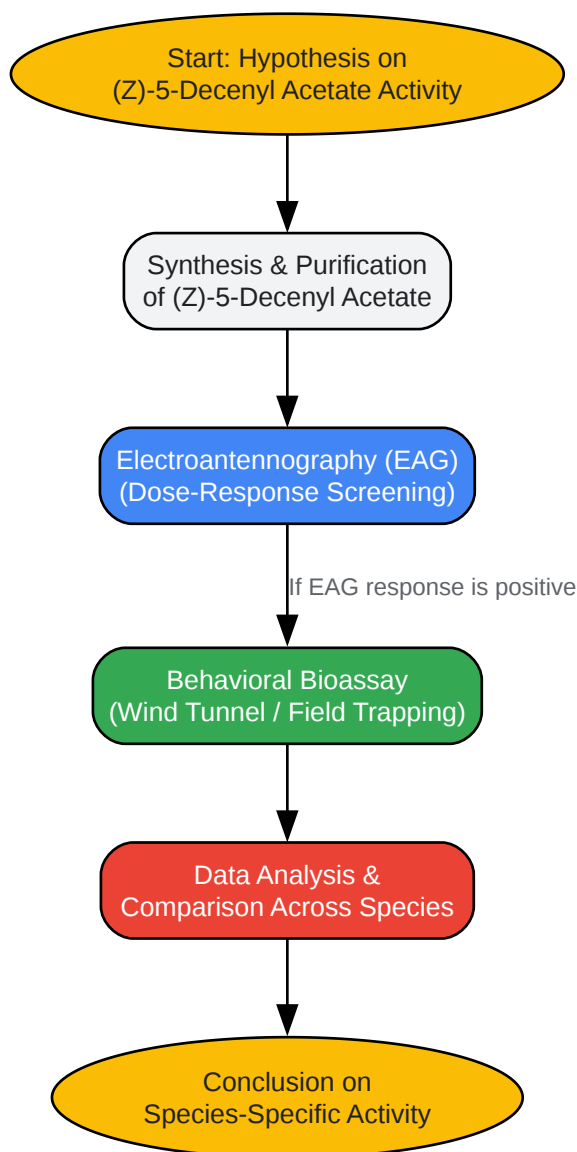 Start: Hypothesis on
(Z)-5-Decenyl Acetate Activity
Synthesis & Purification
of (Z)-5-Decenyl Acetate
Electroantennography (EAG)
(Dose-Response Screening)
If EAG response is positive
Behavioral Bioassay
(Wind Tunnel / Field Trapping)
Data Analysis &
Comparison Across Species
Conclusion on
Species-Specific Activity